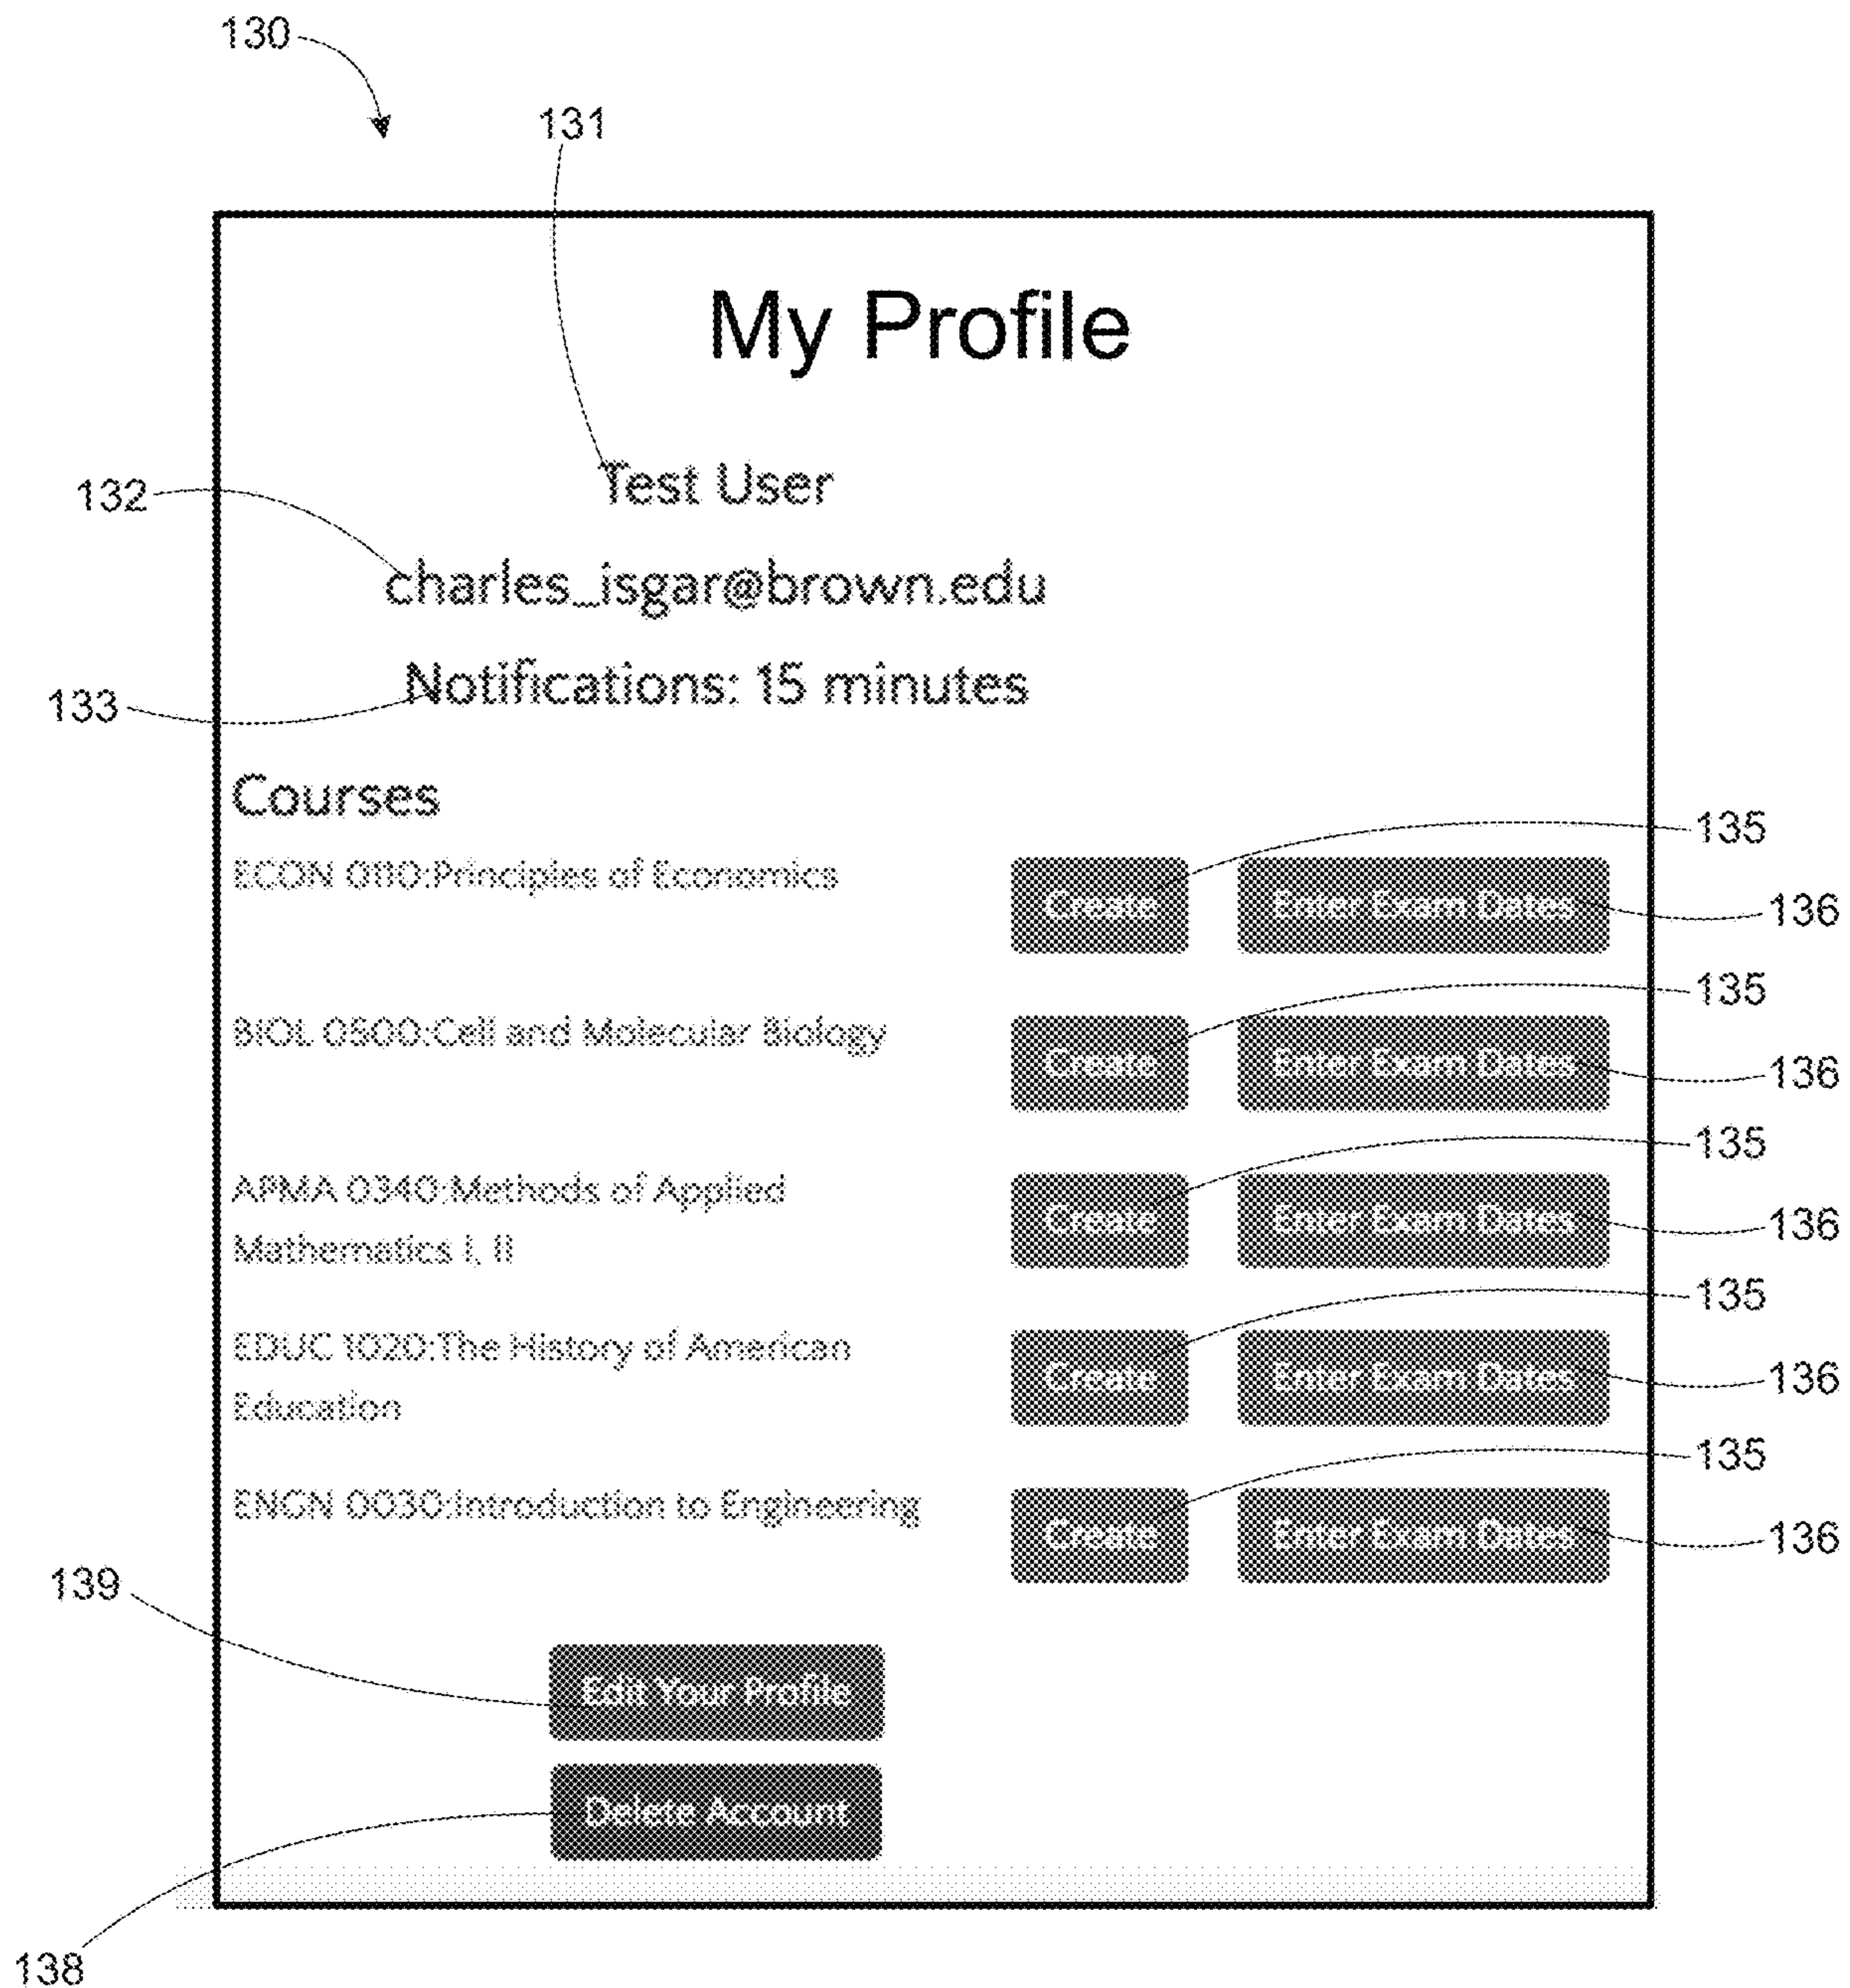 130
131
My Profile
Test User
132
charles_isgar@brown.edu
Notifications: 15 minutes
133
Courses
135
ECON 0110:Principles of Economics
Create
Enter Exam Dates
136
135
BIOL 0500:Cell and Molecular Biology
Create
Enter Exam Dates
136
135
APMA 0340:Methods of Applied
Mathematics I, II
Create
Enter Exam Dates
136
135
EDUC 1020:The History of American
Education
Create
Enter Exam Dates
136
135
ENGN 0030:Introduction to Engineering
Create
Enter Exam Dates
136
139
Edit Your Profile
Delete Account
138